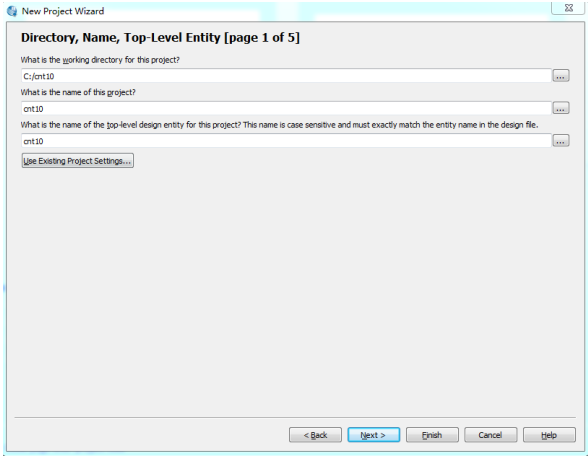 New Project Wizard
Directory, Name, Top-Level Entity [page 1 of 5]
What is the working directory for this project?
C:/cnt10
...
What is the name of this project?
cnt10
...
What is the name of the top-level design entity for this project? This name is case sensitive and must exactly match the entity name in the design file.
cnt10
...
Use Existing Project Settings...
< Back
Next >
Finish
Cancel
Help